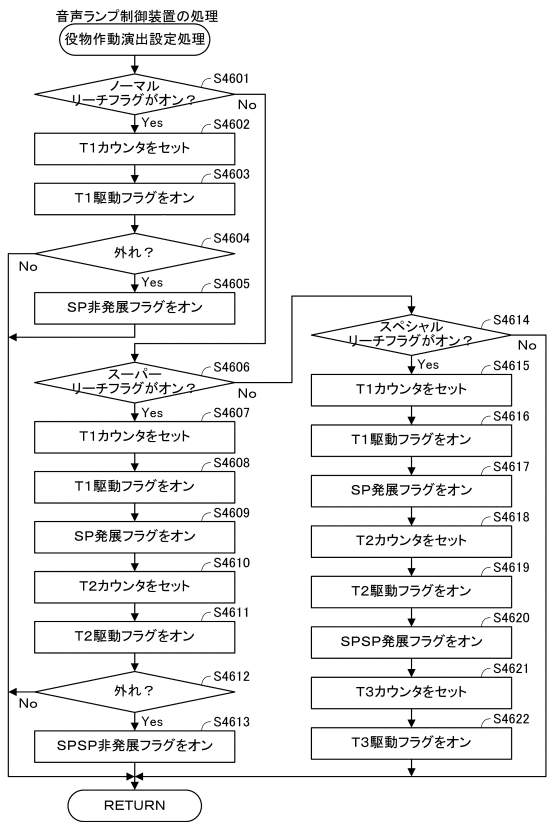 音声ランプ制御装置の処理
役物作動演出設定処理
S4601
ノーマル
リーチフラグがオン？
No
Yes
S4602
T1カウンタをセット
S4603
T1駆動フラグをオン
S4604
外れ？
No
Yes
S4605
SP非発展フラグをオン
S4606
スーパー
リーチフラグがオン？
No
Yes
S4607
T1カウンタをセット
S4608
T1駆動フラグをオン
S4609
SP発展フラグをオン
S4610
T2カウンタをセット
S4611
T2駆動フラグをオン
S4612
外れ？
No
Yes
S4613
SPSP非発展フラグをオン
S4614
スペシャル
リーチフラグがオン？
No
Yes
S4615
T1カウンタをセット
S4616
T1駆動フラグをオン
S4617
SP発展フラグをオン
S4618
T2カウンタをセット
S4619
T2駆動フラグをオン
S4620
SPSP発展フラグをオン
S4621
T3カウンタをセット
S4622
T3駆動フラグをオン
RETURN